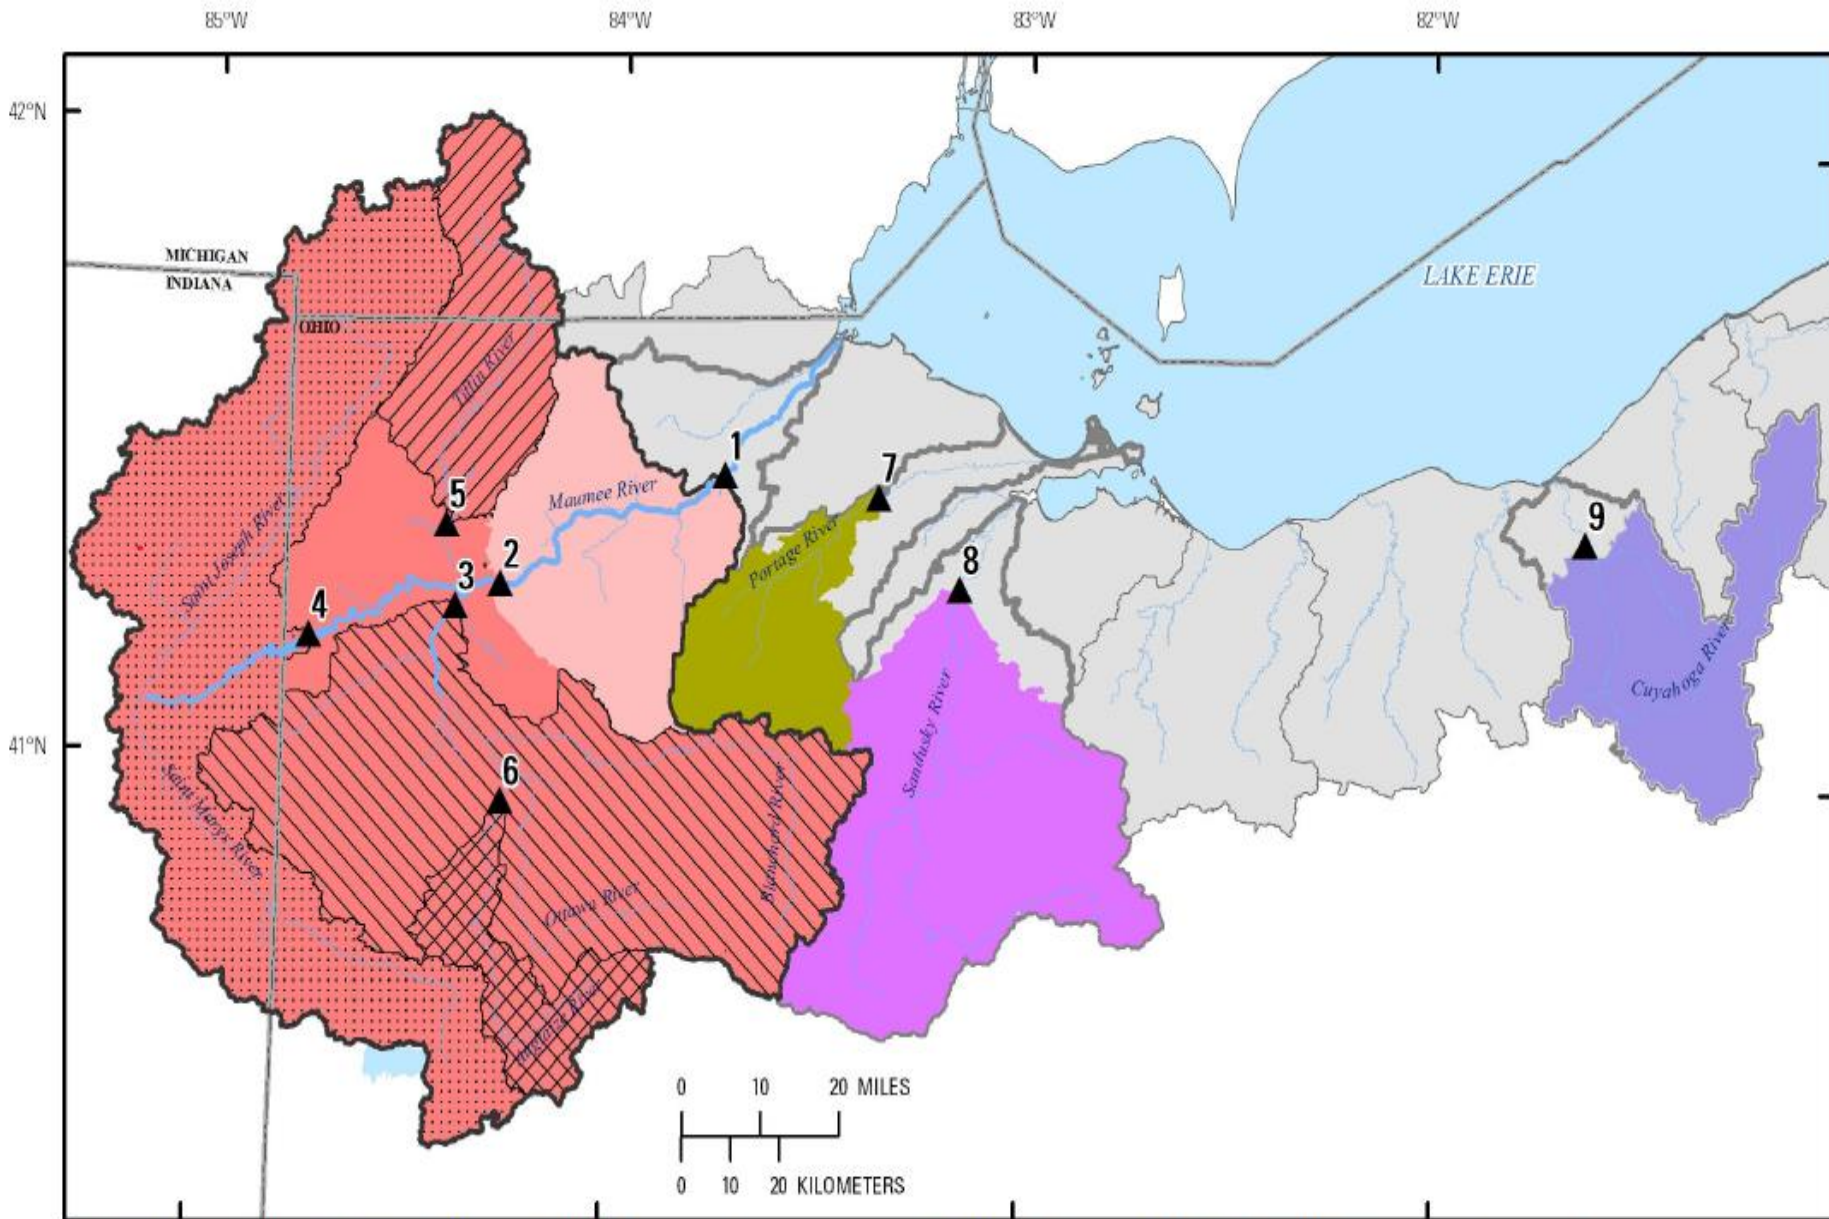 85°W 84°W 83°W 82°W
42°N
MICHIGAN
INDIANA
LAKE ERIE
OHIO
Tiffin River
1
7
5
Maumee River
9
2
Saint Joseph River
Portage River
3
8
4
Cuyahoga River
Sandusky River
41°N
6
Saint Marys River
Blanchard River
Ottawa River
River
0 10 20 MILES
0 10 20 KILOMETERS